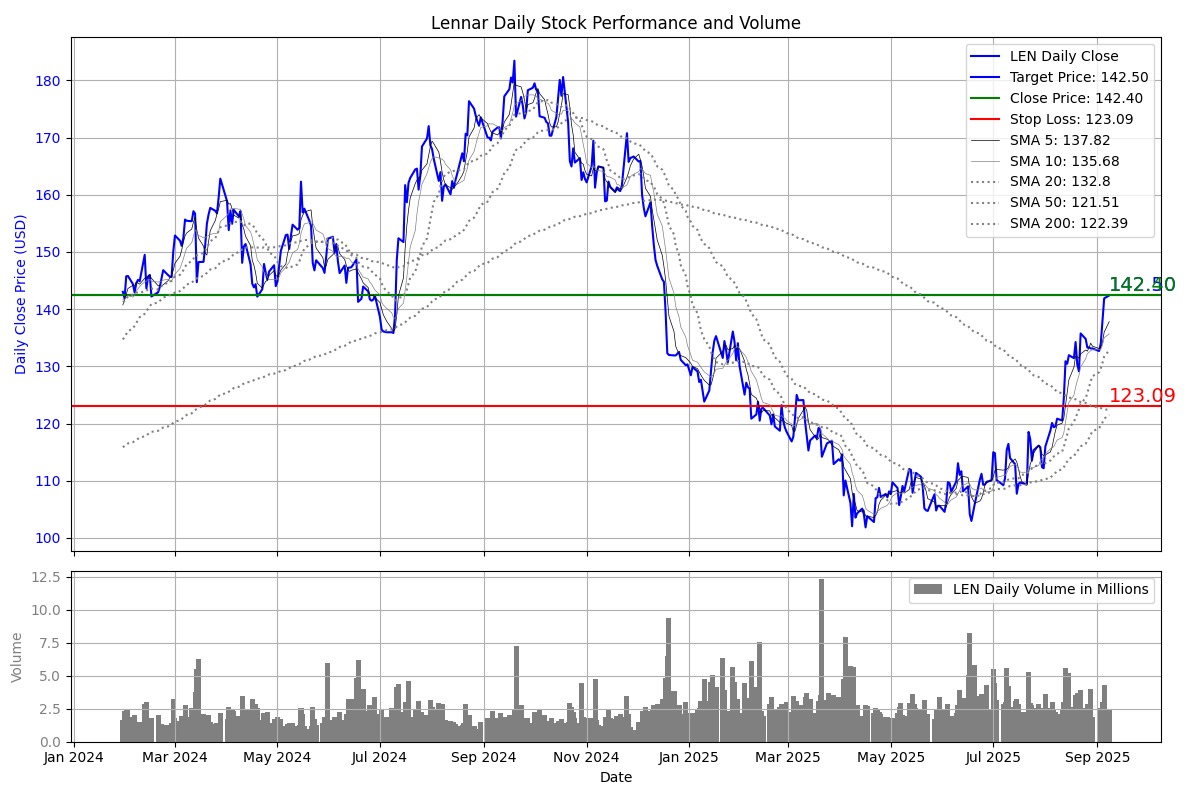 Lennar Daily Stock Performance and Volume
Daily Close Price (USD)
180
170
160
150
140
130
120
110
100
LEN Daily Close
Target Price: 142.50
Close Price: 142.40
Stop Loss: 123.09
SMA 5: 137.82
SMA 10: 135.68
SMA 20: 132.8
SMA 50: 121.51
SMA 200: 122.39
142.50
142.40
123.09
Volume
12.5
10.0
7.5
5.0
2.5
0.0
LEN Daily Volume in Millions
Jan 2024 Mar 2024 May 2024 Jul 2024 Sep 2024 Nov 2024 Jan 2025 Mar 2025 May 2025 Jul 2025 Sep 2025
Date